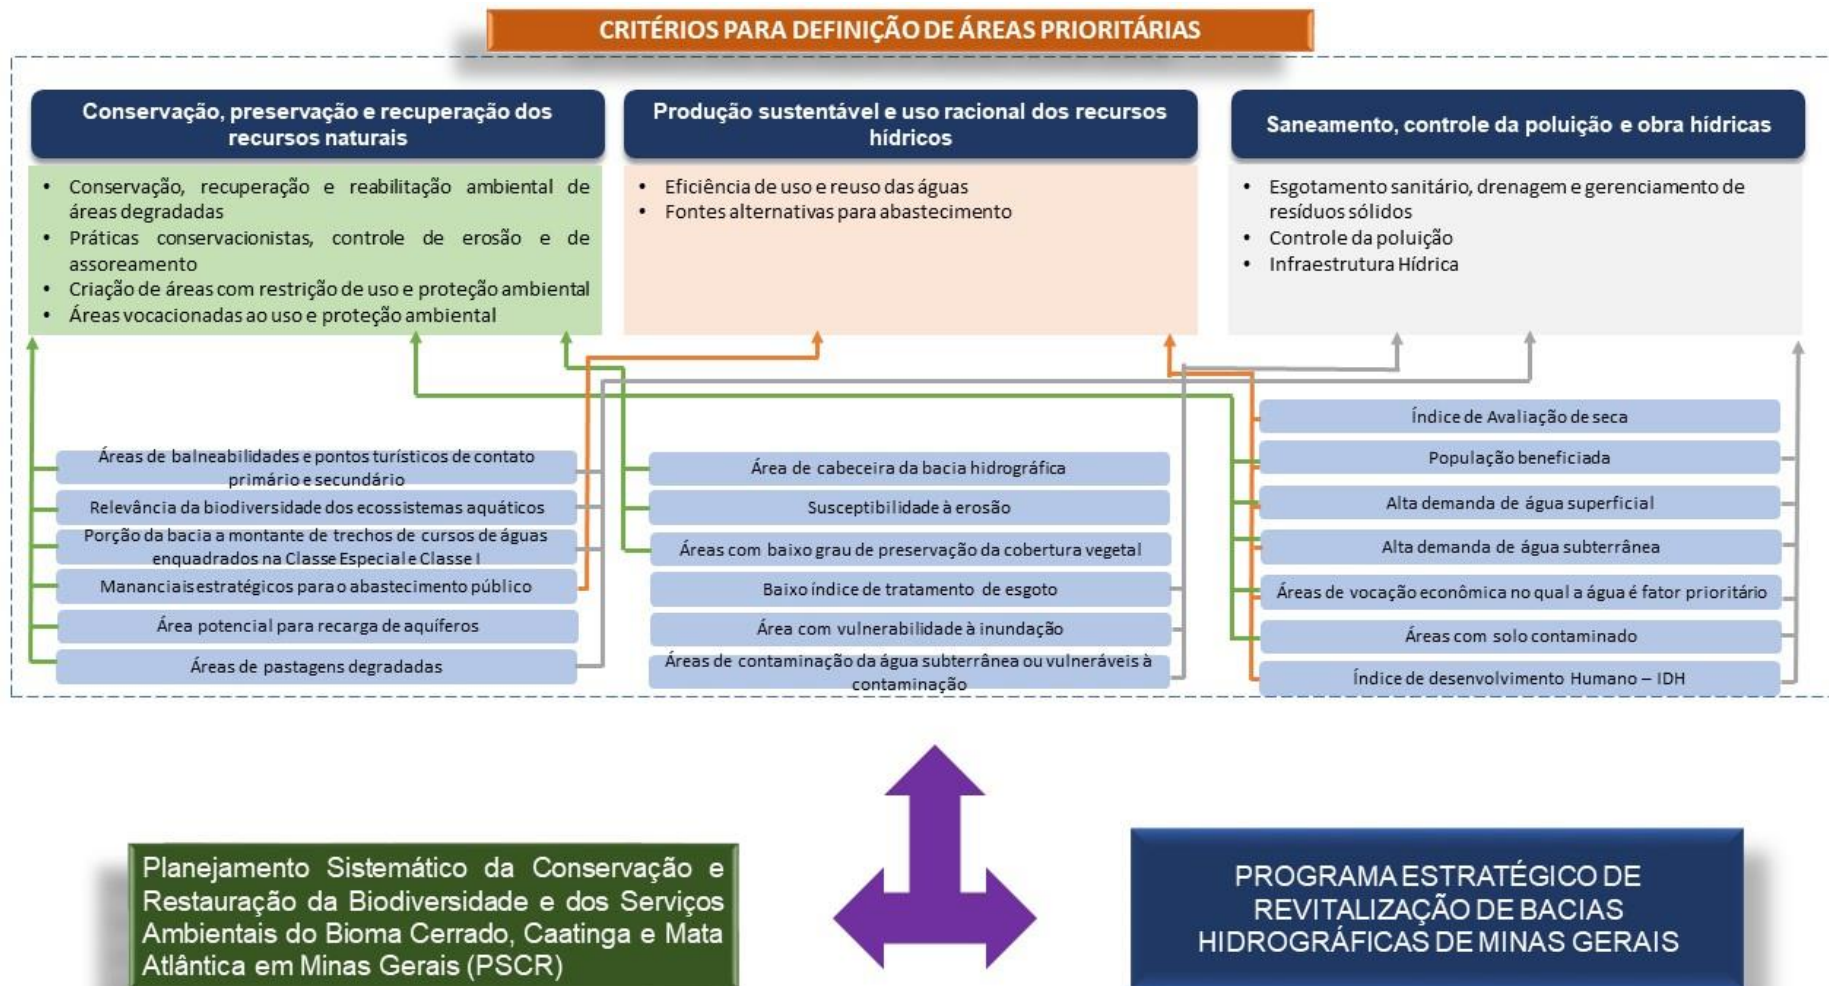 CRITÉRIOS PARA DEFINIÇÃO DE ÁREAS PRIORITÁRIAS
Conservação, preservação e recuperação dos
recursos naturais
• Conservação, recuperação e reabilitação ambiental de
áreas degradadas
• Práticas conservacionistas, controle de erosão e de
assoreamento
• Criação de áreas com restrição de uso e proteção ambiental
• Áreas vocacionadas ao uso e proteção ambiental
Produção sustentável e uso racional dos recursos
hídricos
• Eficiência de uso e reuso das águas
• Fontes alternativas para abastecimento
Saneamento, controle da poluição e obra hídricas
• Esgotamento sanitário, drenagem e gerenciamento de
resíduos sólidos
• Controle da poluição
• Infraestrutura Hídrica
Áreas de balneabilidades e pontos turísticos de contato
primário e secundário
Relevância da biodiversidade dos ecossistemas aquáticos
Porção da bacia a montante de trechos de cursos de águas
enquadrados na Classe Especial e Classe I
Mananciais estratégicos para o abastecimento público
Área potencial para recarga de aquíferos
Áreas de pastagens degradadas
Área de cabeceira da bacia hidrográfica
Susceptibilidade à erosão
Áreas com baixo grau de preservação da cobertura vegetal
Baixo índice de tratamento de esgoto
Área com vulnerabilidade à inundação
Áreas de contaminação da água subterrânea ou vulneráveis à
contaminação
Índice de Avaliação de seca
População beneficiada
Alta demanda de água superficial
Alta demanda de água subterrânea
Áreas de vocação econômica no qual a água é fator prioritário
Áreas com solo contaminado
Índice de desenvolvimento Humano – IDH
Planejamento Sistemático da Conservação e
Restauração da Biodiversidade e dos Serviços
Ambientais do Bioma Cerrado, Caatinga e Mata
Atlântica em Minas Gerais (PSCR)
PROGRAMA ESTRATÉGICO DE
REVITALIZAÇÃO DE BACIAS
HIDROGRÁFICAS DE MINAS GERAIS